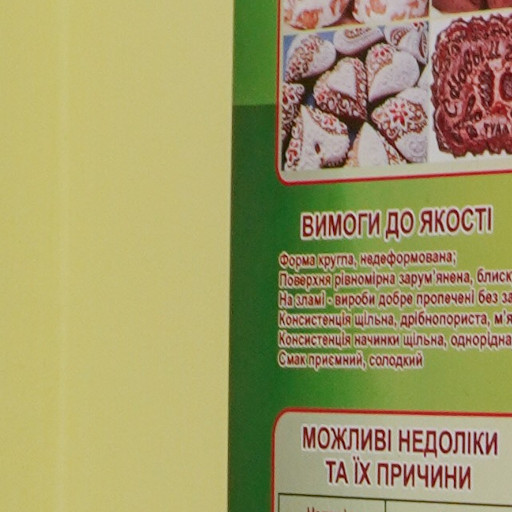 ТУЛА
ВИМОГИ ДО ЯКОСТІ
Форма кругла, недеформована;
Поверхня рівномірна зарум'янена, блиск
На зламі - вироби добре пропечені без за
Консистенція щільна, дрібнопориста, м'я
Консистенція начинки щільна, однорідна
Смак приємний, солодкий
МОЖЛИВІ НЕДОЛІКИ
ТА ЇХ ПРИЧИНИ